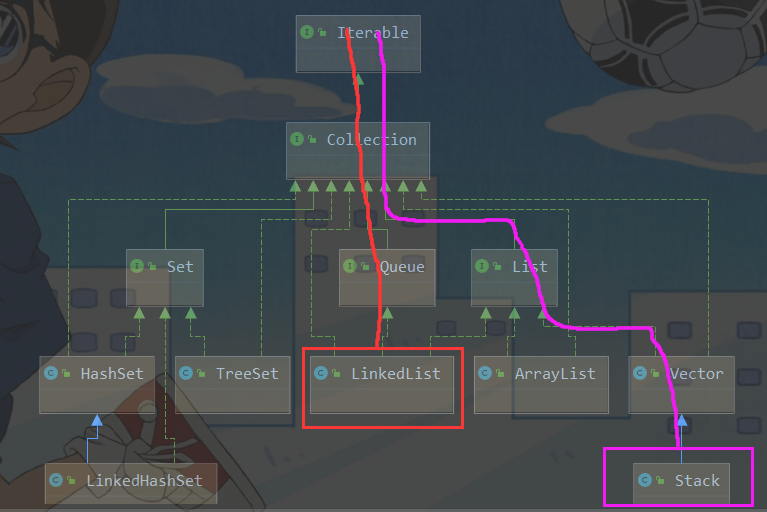 Iterable
Collection
Set
Queue
List
HashSet
TreeSet
LinkedList
ArrayList
Vector
LinkedHashSet
Stack